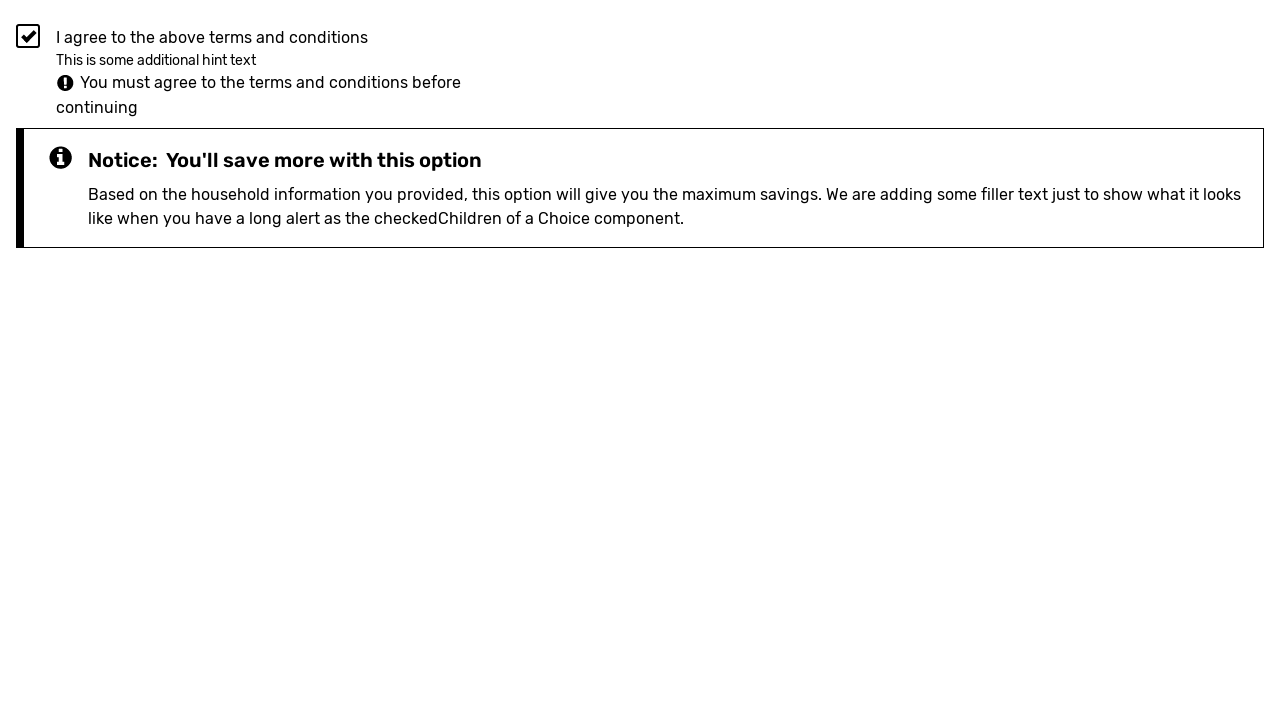 I agree to the above terms and conditions
This is some additional hint text
You must agree to the terms and conditions before
continuing
Notice: You'll save more with this option
Based on the household information you provided, this option will give you the maximum savings. We are adding some filler text just to show what it looks
like when you have a long alert as the checkedChildren of a Choice component.